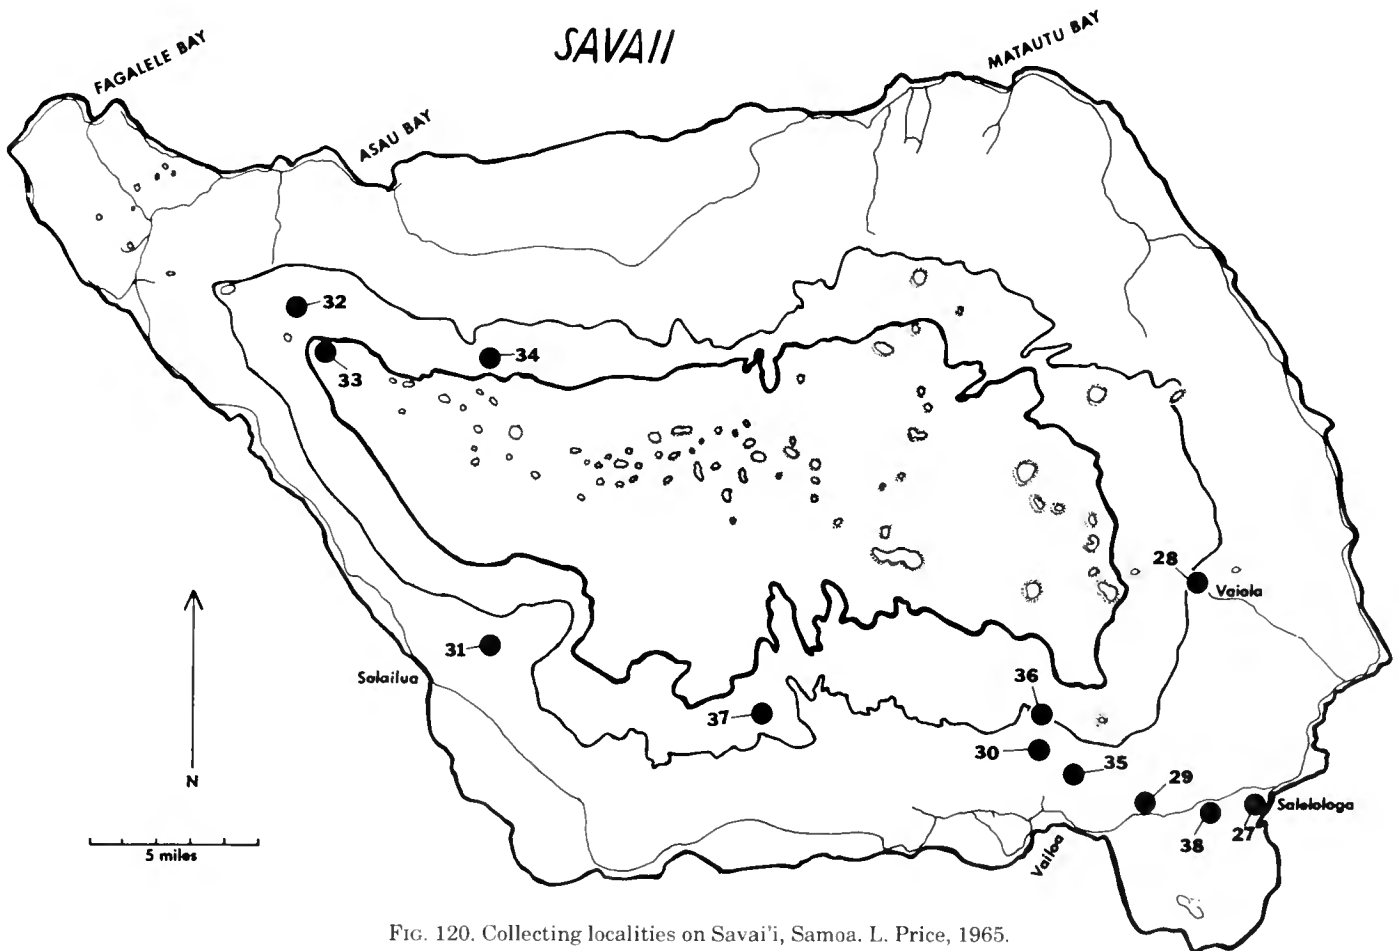 SAVAII
FAGALELE BAY
ASAU BAY
MATAUTU BAY
32
33
34
28
Vaiola
31
Salailua
37
36
30
35
29
38
27
Salelologa
Vailoa
N
5 miles
FIG. 120. Collecting localities on Savai'i, Samoa. L. Price, 1965.